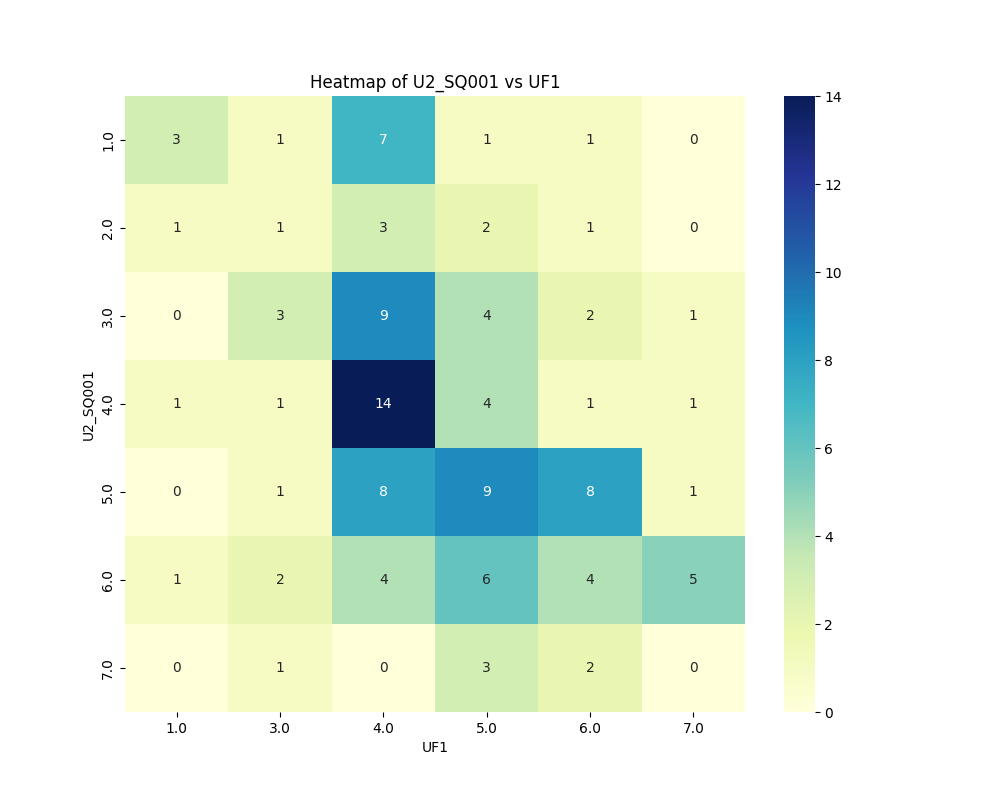 Heatmap of U2_SQ001 vs UF1
1.0 3 1 7 1 1 0
2.0 1 1 3 2 1 0
3.0 0 3 9 4 2 1
4.0 1 1 14 4 1 1
5.0 0 1 8 9 8 1
6.0 1 2 4 6 4 5
7.0 0 1 0 3 2 0
1.0 3.0 4.0 5.0 6.0 7.0
UF1
U2_SQ001
14
12
10
8
6
4
2
0